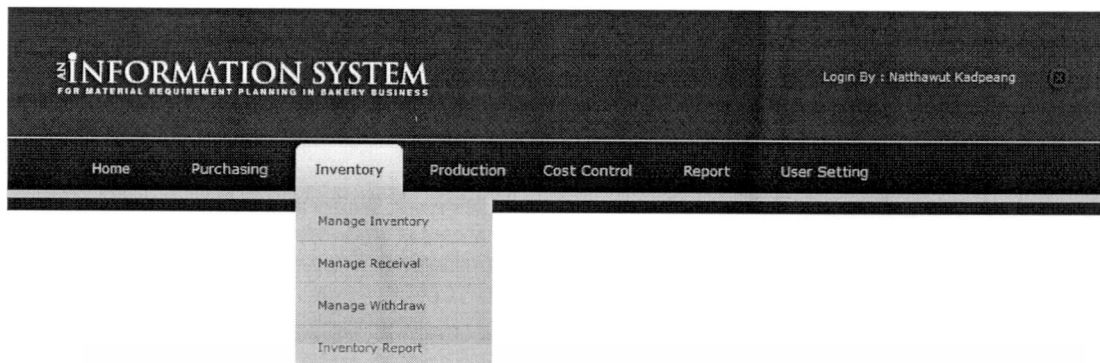 AN INFORMATION SYSTEM
FOR MATERIAL REQUIREMENT PLANNING IN BAKERY BUSINESS
Login By : Natthawut Kadpeang
Home Purchasing Inventory Production Cost Control Report User Setting
Manage Inventory
Manage Receival
Manage Withdraw
Inventory Report